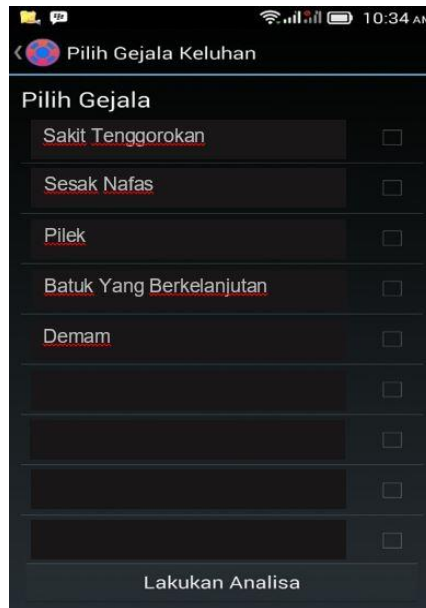 10:34 AM
Pilih Gejala Keluhan
Pilih Gejala
Sakit Tenggorokan
Sesak Nafas
Pilek
Batuk Yang Berkelanjutan
Demam
Lakukan Analisa